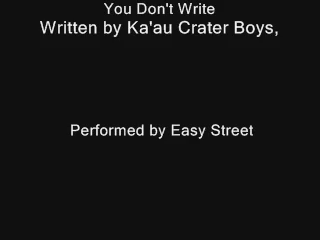 You Don't Write
Written by Ka'au Crater Boys,
Performed by Easy Street